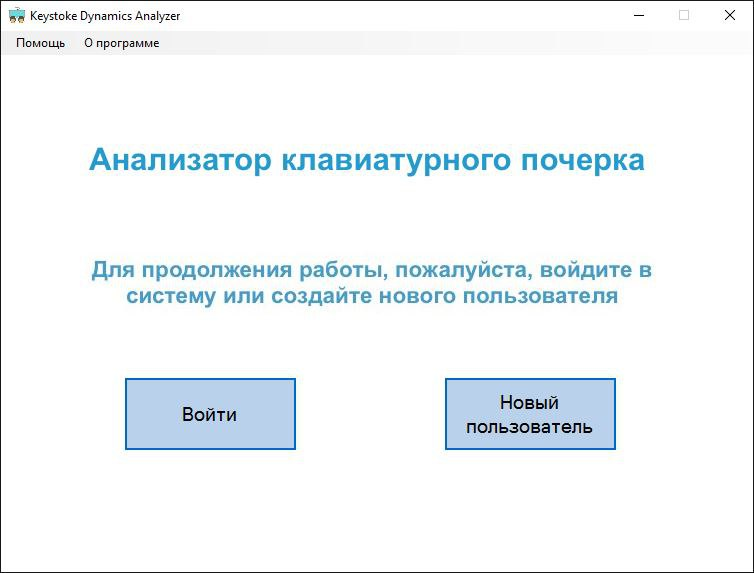 Keystoke Dynamics Analyzer
Помощь О программе
Анализатор клавиатурного почерка
Для продолжения работы, пожалуйста, войдите в
систему или создайте нового пользователя
Войти
Новый
пользователь